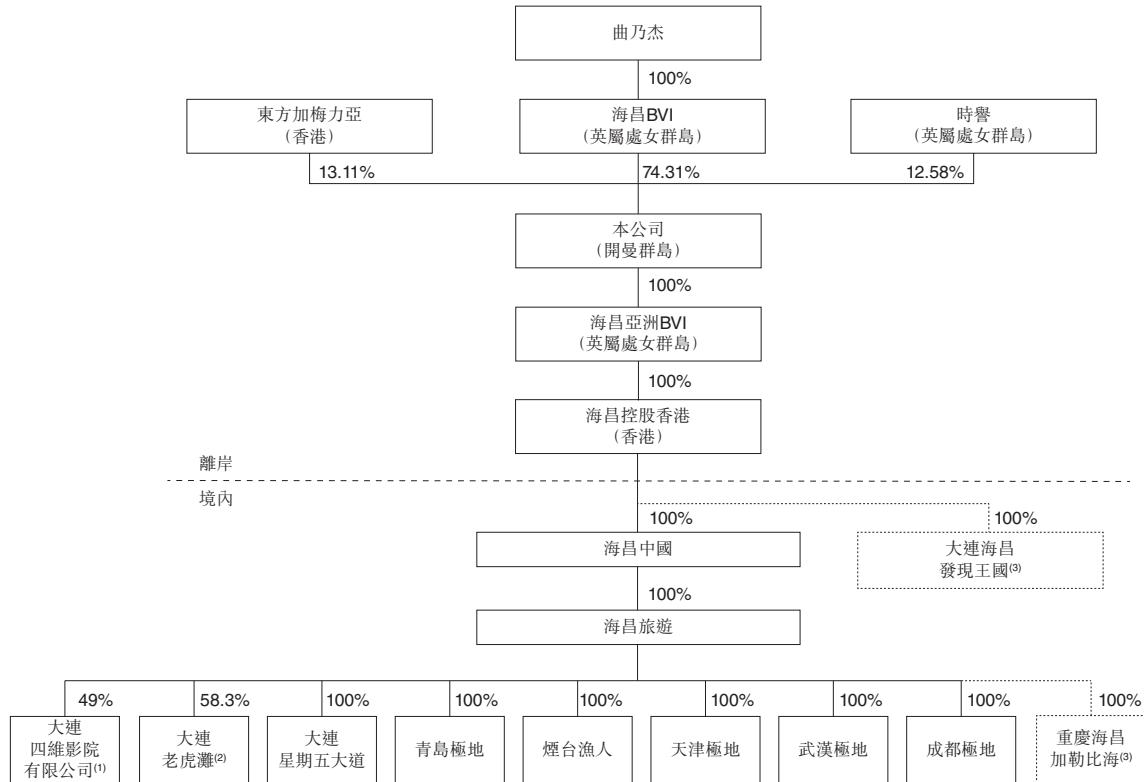 曲乃杰
100%
東方加梅力亞
(香港)
海昌BVI
(英屬處女群島)
時譽
(英屬處女群島)
13.11%
74.31%
12.58%
本公司
(開曼群島)
100%
海昌亞洲BVI
(英屬處女群島)
100%
海昌控股香港
(香港)
離岸
境內
100%
100%
海昌中國
大連海昌
發現王國(3)
100%
海昌旅遊
49%
58.3%
100%
100%
100%
100%
100%
100%
100%
大連
四維影院
有限公司(1)
大連
老虎灘(2)
大連
星期五大道
青島極地
煙台漁人
天津極地
武漢極地
成都極地
重慶海昌
加勒比海(3)